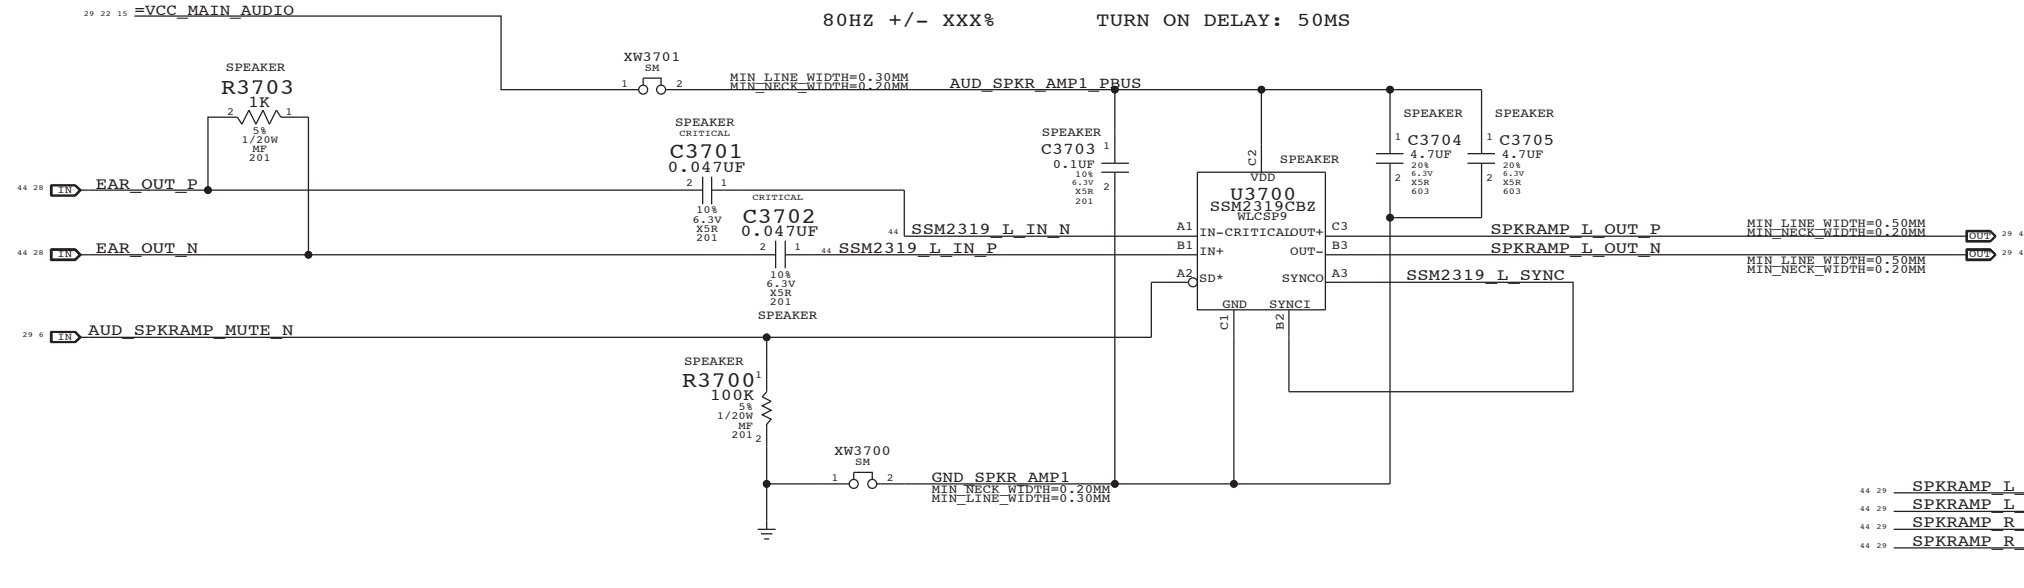 29 22 15 =VCC_MAIN_AUDIO
80HZ +/- XXX% TURN ON DELAY: 50MS
XW3701
SM
1 2
MIN_LINE_WIDTH=0.30MM
MIN_NECK_WIDTH=0.20MM
AUD_SPKR_AMP1_PBUS
SPEAKER
R3703
1K
2 1
5%
1/20W
MF
201
SPEAKER
CRITICAL
C3701
0.047UF
2 1
10%
6.3V
X5R
201
CRITICAL
C3702
0.047UF
2 1
10%
6.3V
X5R
201
SPEAKER
SPEAKER
C3703 1
0.1UF
10%
6.3V
X5R
201
2
SPEAKER
1 C3704
4.7UF
20%
2 6.3V
X5R
603
SPEAKER
1 C3705
4.7UF
20%
2 6.3V
X5R
603
44 28 IN EAR_OUT_P
44 28 IN EAR_OUT_N
29 6 IN AUD_SPKRAMP_MUTE_N
44 SSM2319_L_IN_N
44 SSM2319_L_IN_P
C2
SPEAKER
VDD
U3700
SSM2319CBZ
WLCSP9
A1 IN- CRITICAL OUT+ C3
B1 IN+ OUT- B3
A2 SD* SYNCO A3
GND SYNCI
C1 B2
SPKRAMP_L_OUT_P
SPKRAMP_L_OUT_N
MIN_LINE_WIDTH=0.50MM
MIN_NECK_WIDTH=0.20MM
OUT 29 4
OUT 29 4
MIN_LINE_WIDTH=0.50MM
MIN_NECK_WIDTH=0.20MM
SSM2319_L_SYNC
SPEAKER
R3700 1
100K
5%
1/20W
MF
201 2
XW3700
SM
1 2
GND_SPKR_AMP1
MIN_NECK_WIDTH=0.20MM
MIN_LINE_WIDTH=0.30MM
44 29 SPKRAMP_L_
44 29 SPKRAMP_L_
44 29 SPKRAMP_R_
44 29 SPKRAMP_R_